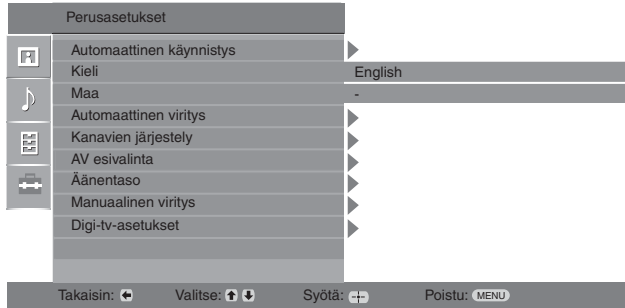 Perusasetukset
Automaattinen käynnistys
Kieli English
Maa -
Automaattinen viritys
Kanavien järjestely
AV esivalinta
Äänentaso
Manuaalinen viritys
Digi-tv-asetukset
Takaisin: Valitse: Syötä: Poistu: MENU